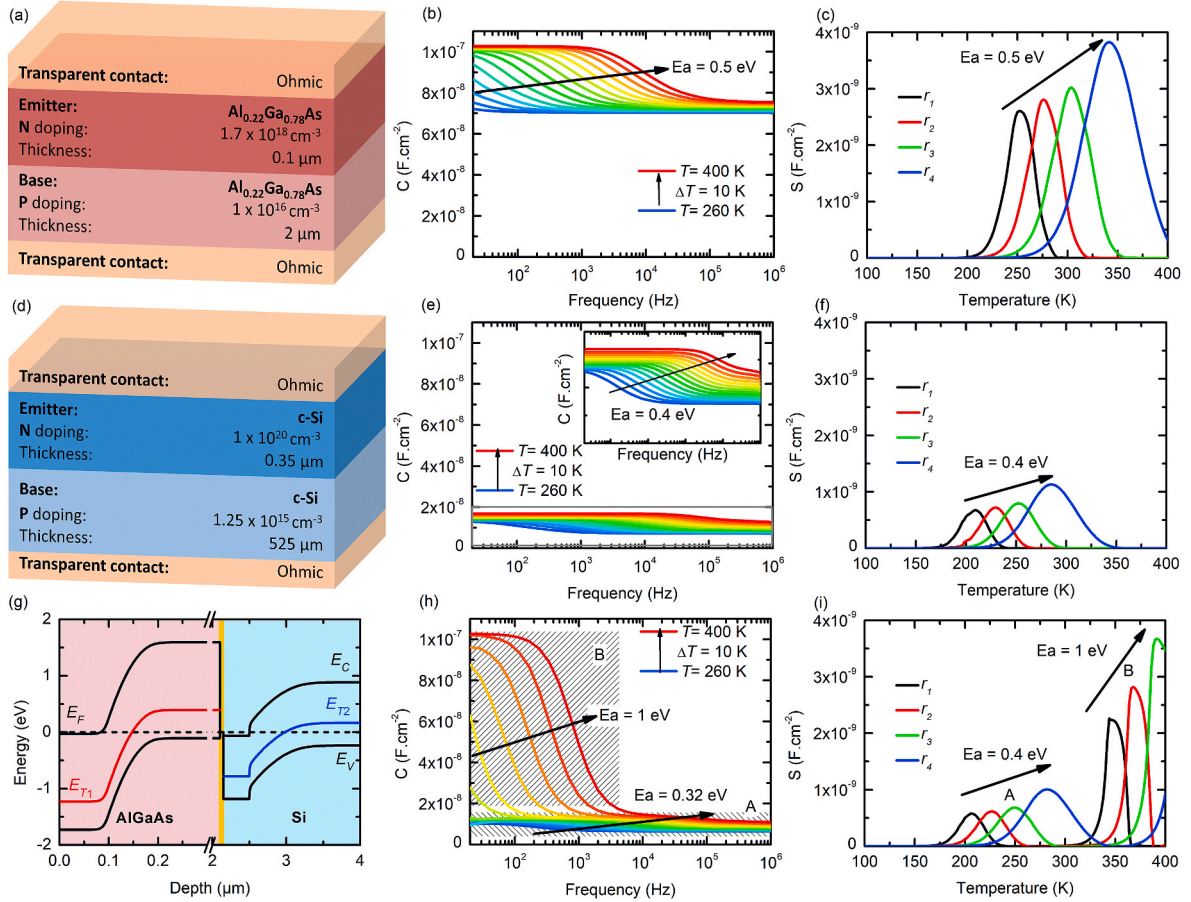 (a)
Transparent contact: Ohmic
Emitter: Al0.22Ga0.78As
N doping: 1.7 x 10^18 cm^-3
Thickness: 0.1 µm
Base: Al0.22Ga0.78As
P doping: 1 x 10^16 cm^-3
Thickness: 2 µm
Transparent contact: Ohmic
(b)
C (F.cm^-2)
1x10^-7
8x10^-8
6x10^-8
4x10^-8
2x10^-8
0
Ea = 0.5 eV
T= 400 K
ΔT = 10 K
T= 260 K
10^2 10^3 10^4 10^5 10^6
Frequency (Hz)
(c)
S (F.cm^-2)
4x10^-9
3x10^-9
2x10^-9
1x10^-9
0
Ea = 0.5 eV
r1
r2
r3
r4
100 150 200 250 300 350 400
Temperature (K)
(d)
Transparent contact: Ohmic
Emitter: c-Si
N doping: 1 x 10^20 cm^-3
Thickness: 0.35 µm
Base: c-Si
P doping: 1.25 x 10^15 cm^-3
Thickness: 525 µm
Transparent contact: Ohmic
(e)
C (F.cm^-2)
1x10^-7
8x10^-8
6x10^-8
4x10^-8
2x10^-8
0
C (F.cm^-2)
Ea = 0.4 eV
Frequency (Hz)
T= 400 K
ΔT = 10 K
T= 260 K
10^2 10^3 10^4 10^5 10^6
Frequency (Hz)
(f)
S (F.cm^-2)
4x10^-9
3x10^-9
2x10^-9
1x10^-9
0
r1
r2
r3
r4
Ea = 0.4 eV
100 150 200 250 300 350 400
Temperature (K)
(g)
Energy (eV)
2
1
0
-1
-2
EF
ET1
AlGaAs
EC
ET2
EV
Si
0.0 0.1 0.2 2 3 4
Depth (µm)
(h)
C (F.cm^-2)
1x10^-7
8x10^-8
6x10^-8
4x10^-8
2x10^-8
0
B
T= 400 K
ΔT = 10 K
T= 260 K
Ea = 1 eV
Ea = 0.32 eV
A
10^2 10^3 10^4 10^5 10^6
Frequency (Hz)
(i)
S (F.cm^-2)
4x10^-9
3x10^-9
2x10^-9
1x10^-9
0
r1
r2
r3
r4
Ea = 1 eV
B
Ea = 0.4 eV
A
100 150 200 250 300 350 400
Temperature (K)